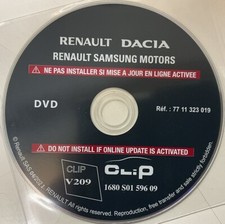 RENAULT DACIA
RENAULT SAMSUNG MOTORS
NE PAS INSTALLER SI MISE A JOUR EN LIGNE ACTIVEE
DVD
Réf. : 77 11 323 019
DO NOT INSTALL IF ONLINE UPDATE IS ACTIVATED
CLIP
V209
CLiP
1680 S01 596 09
RENAULT All rights reserved. Reproduction, free transfer and sale strictly forbidden.